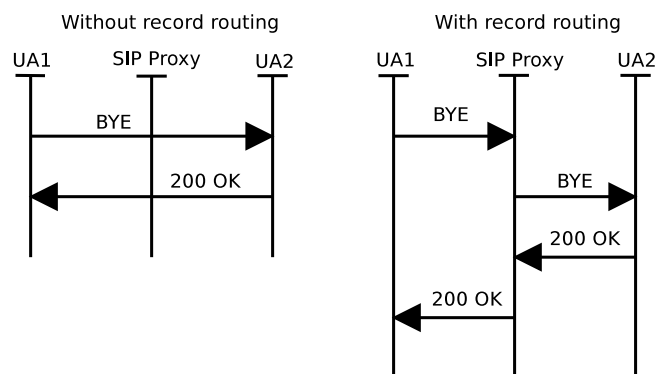 Without record routing
UA1 SIP Proxy UA2
BYE
200 OK
With record routing
UA1 SIP Proxy UA2
BYE
BYE
200 OK
200 OK